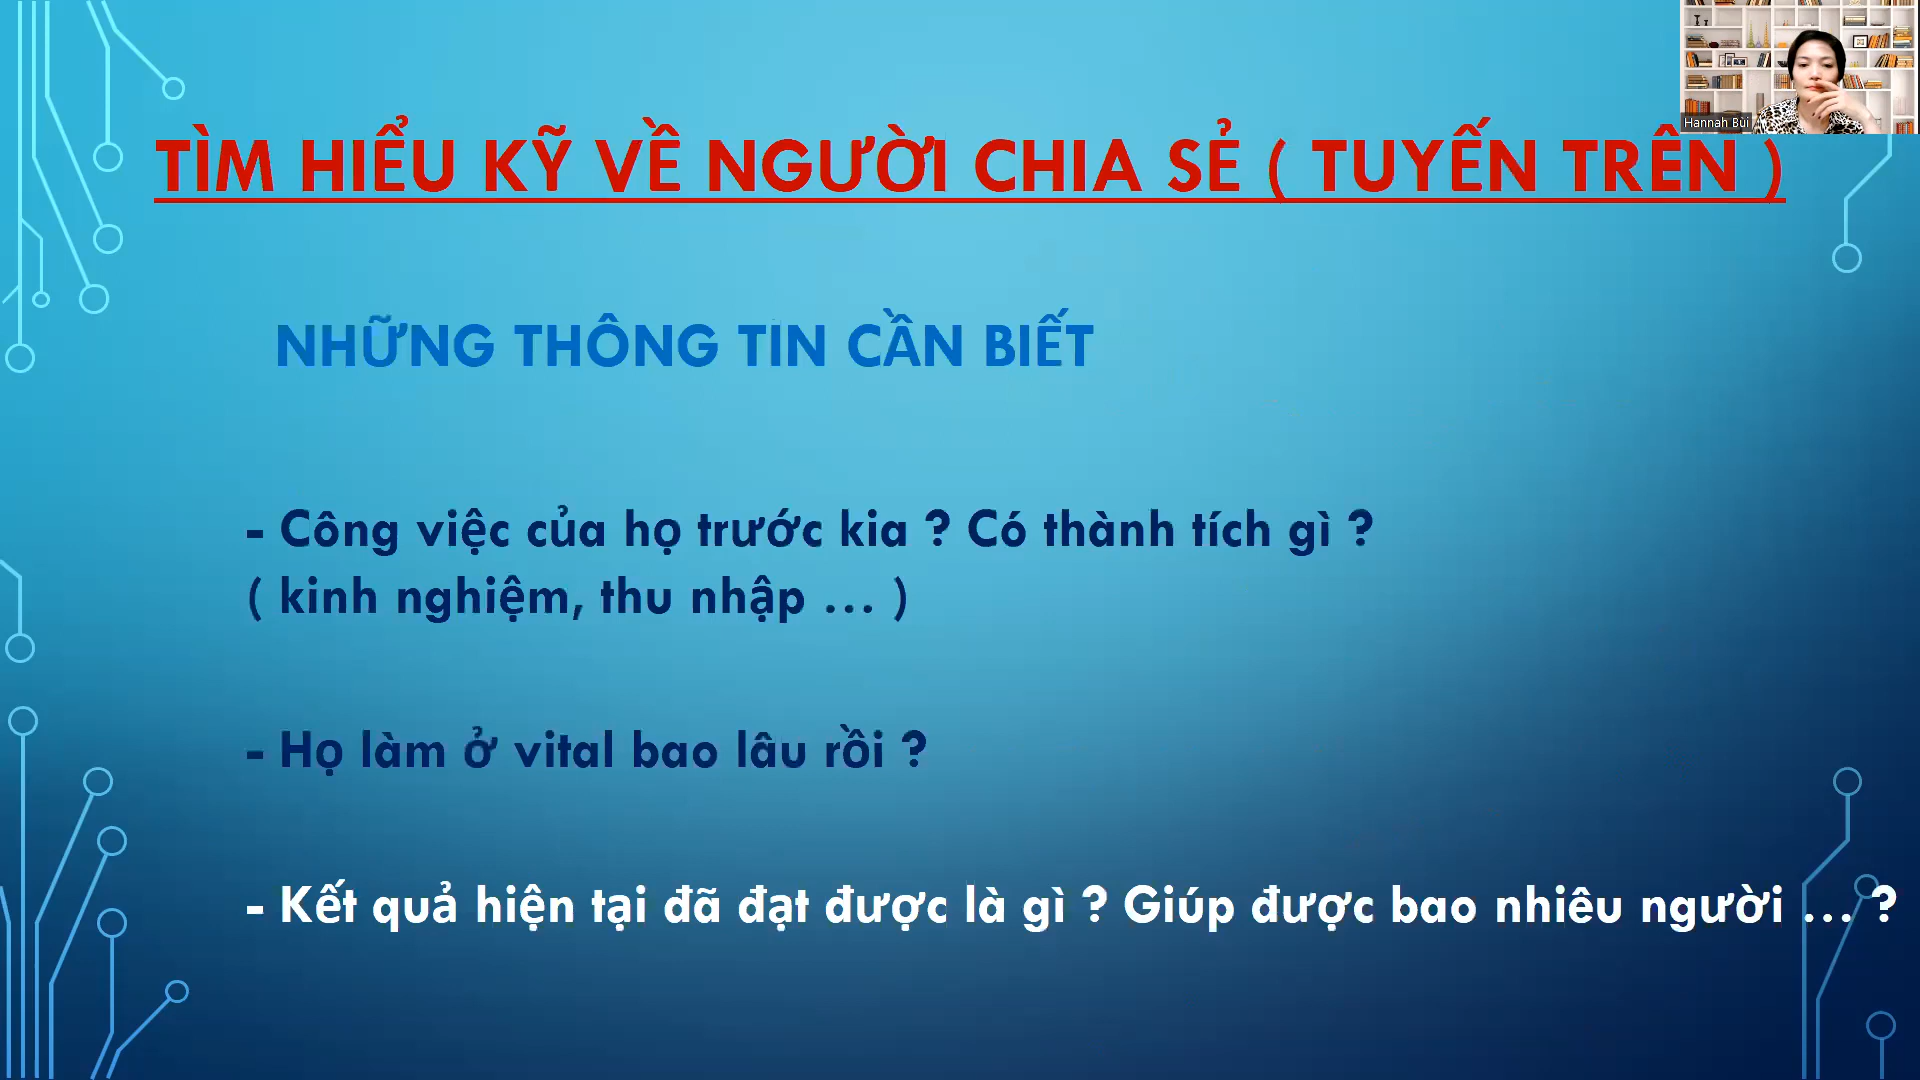 Hannah Bùi
TÌM HIỂU KỸ VỀ NGƯỜI CHIA SẺ ( TUYẾN TRÊN )
NHỮNG THÔNG TIN CẦN BIẾT
- Công việc của họ trước kia ? Có thành tích gì ?
( kinh nghiệm, thu nhập ... )
- Họ làm ở vital bao lâu rồi ?
- Kết quả hiện tại đã đạt được là gì ? Giúp được bao nhiêu người ... ?